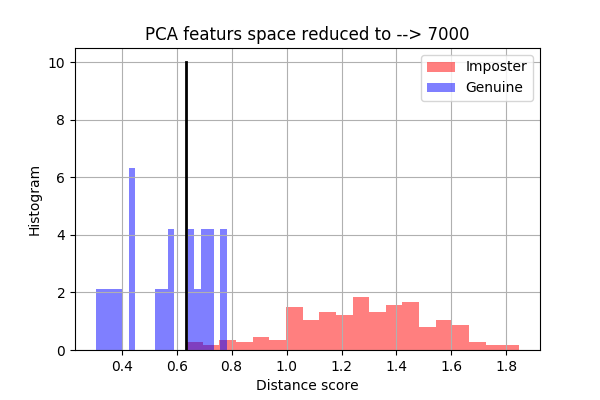 PCA featurs space reduced to --> 7000
Imposter
Genuine
10
8
6
4
2
0
Histogram
0.4 0.6 0.8 1.0 1.2 1.4 1.6 1.8
Distance score